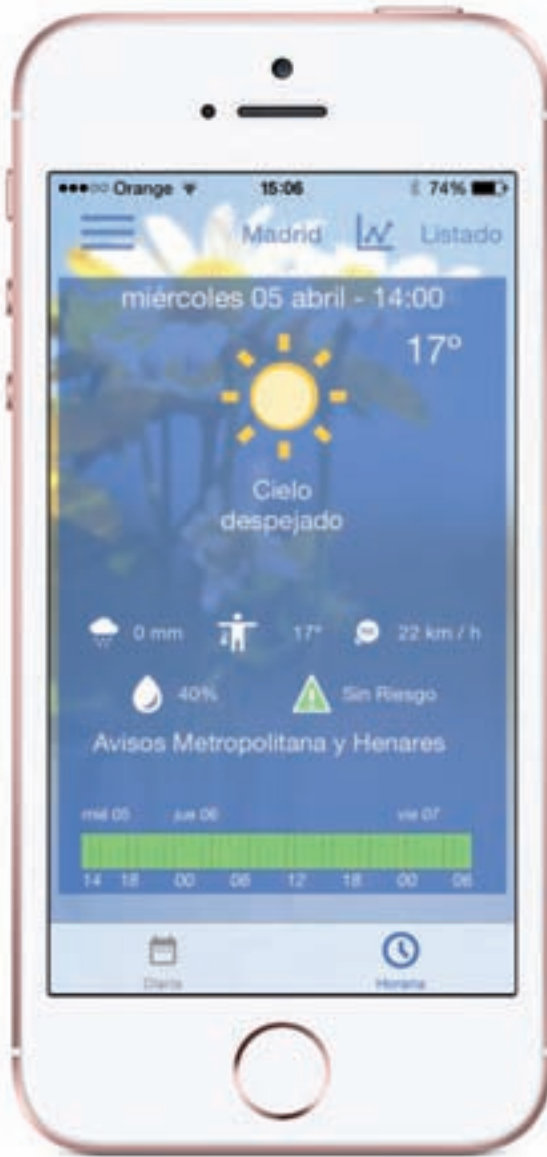 Orange 15:06 74%
Madrid Listado
miércoles 05 abril - 14:00
17°
Cielo
despejado
0 mm 17° 22 km / h
40% Sin Riesgo
Avisos Metropolitana y Henares
mié 05 jue 06 vie 07
14 18 00 06 12 18 00 06
Diaria Horaria